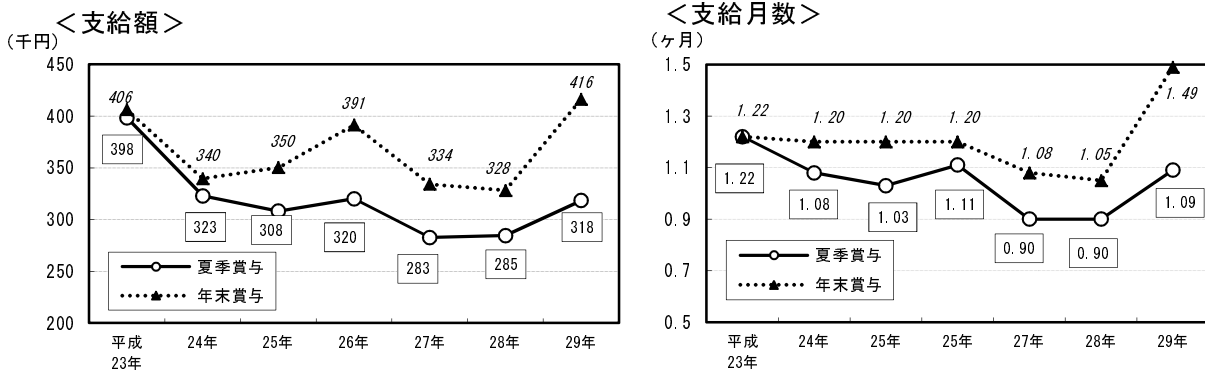 ＜支給額＞
（千円）
450
400
350
300
250
200
406
340
350
391
334
328
416
398
323
308
320
283
285
318
夏季賞与
年末賞与
平成
23年
24年
25年
26年
27年
28年
29年
＜支給月数＞
（ヶ月）
1.5
1.3
1.1
0.9
0.7
0.5
1.22
1.20
1.20
1.20
1.08
1.05
1.49
1.22
1.08
1.03
1.11
0.90
0.90
1.09
夏季賞与
年末賞与
平成
23年
24年
25年
25年
27年
28年
29年